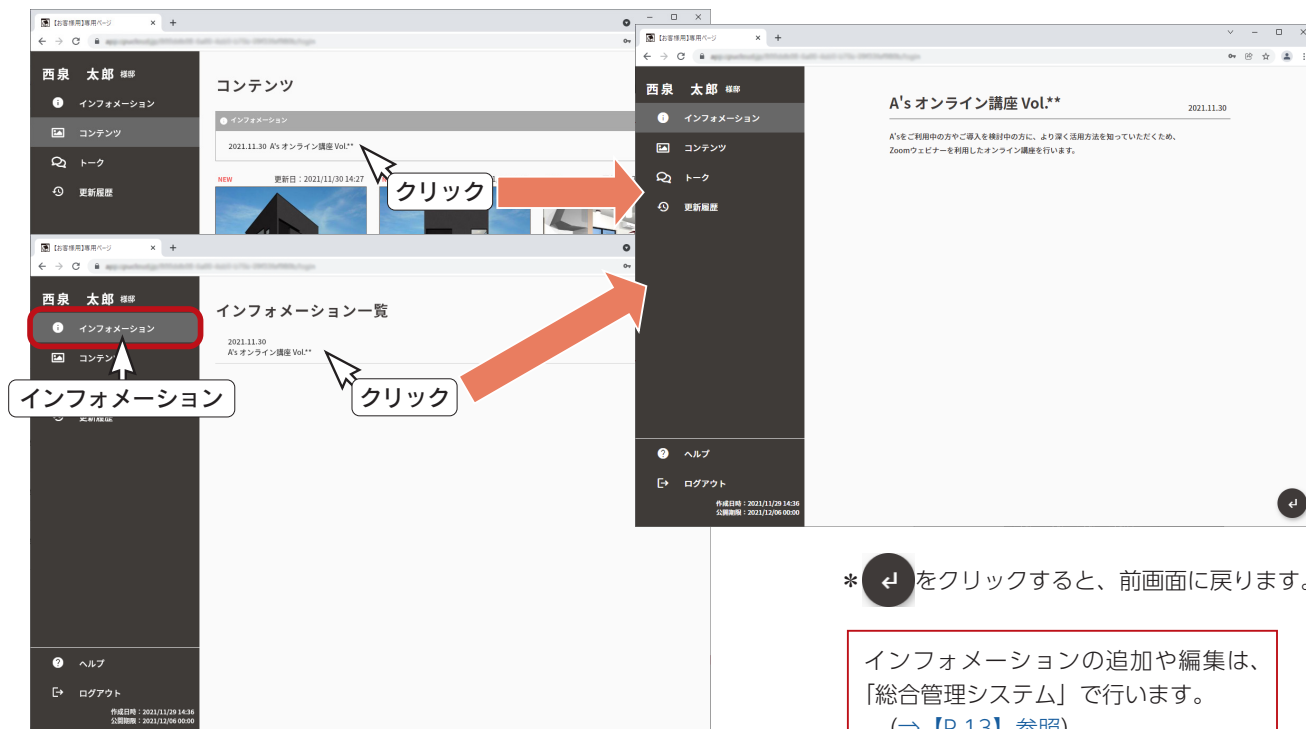 【お客様用】専用ページ
西泉 太郎 様邸
インフォメーション
コンテンツ
トーク
更新履歴
コンテンツ
インフォメーション
2021.11.30 A's オンライン講座 Vol.**
NEW 更新日：2021/11/30 14:27
クリック
【お客様用】専用ページ
西泉 太郎 様邸
インフォメーション
コンテンツ
インフォメーション
更新履歴
ヘルプ
ログアウト
作成日時：2021/11/29 14:36
公開期限：2021/12/06 00:00
インフォメーション一覧
2021.11.30
A's オンライン講座 Vol.**
クリック
【お客様用】専用ページ
西泉 太郎 様邸
インフォメーション
コンテンツ
トーク
更新履歴
ヘルプ
ログアウト
作成日時：2021/11/29 14:36
公開期限：2021/12/06 00:00
A's オンライン講座 Vol.** 2021.11.30
A'sをご利用中の方やご導入を検討中の方に、より深く活用方法を知っていただくため、
Zoomウェビナーを利用したオンライン講座を行います。
＊をクリックすると、前画面に戻ります。
インフォメーションの追加や編集は、
「総合管理システム」で行います。
(⇒【P.13】参照)